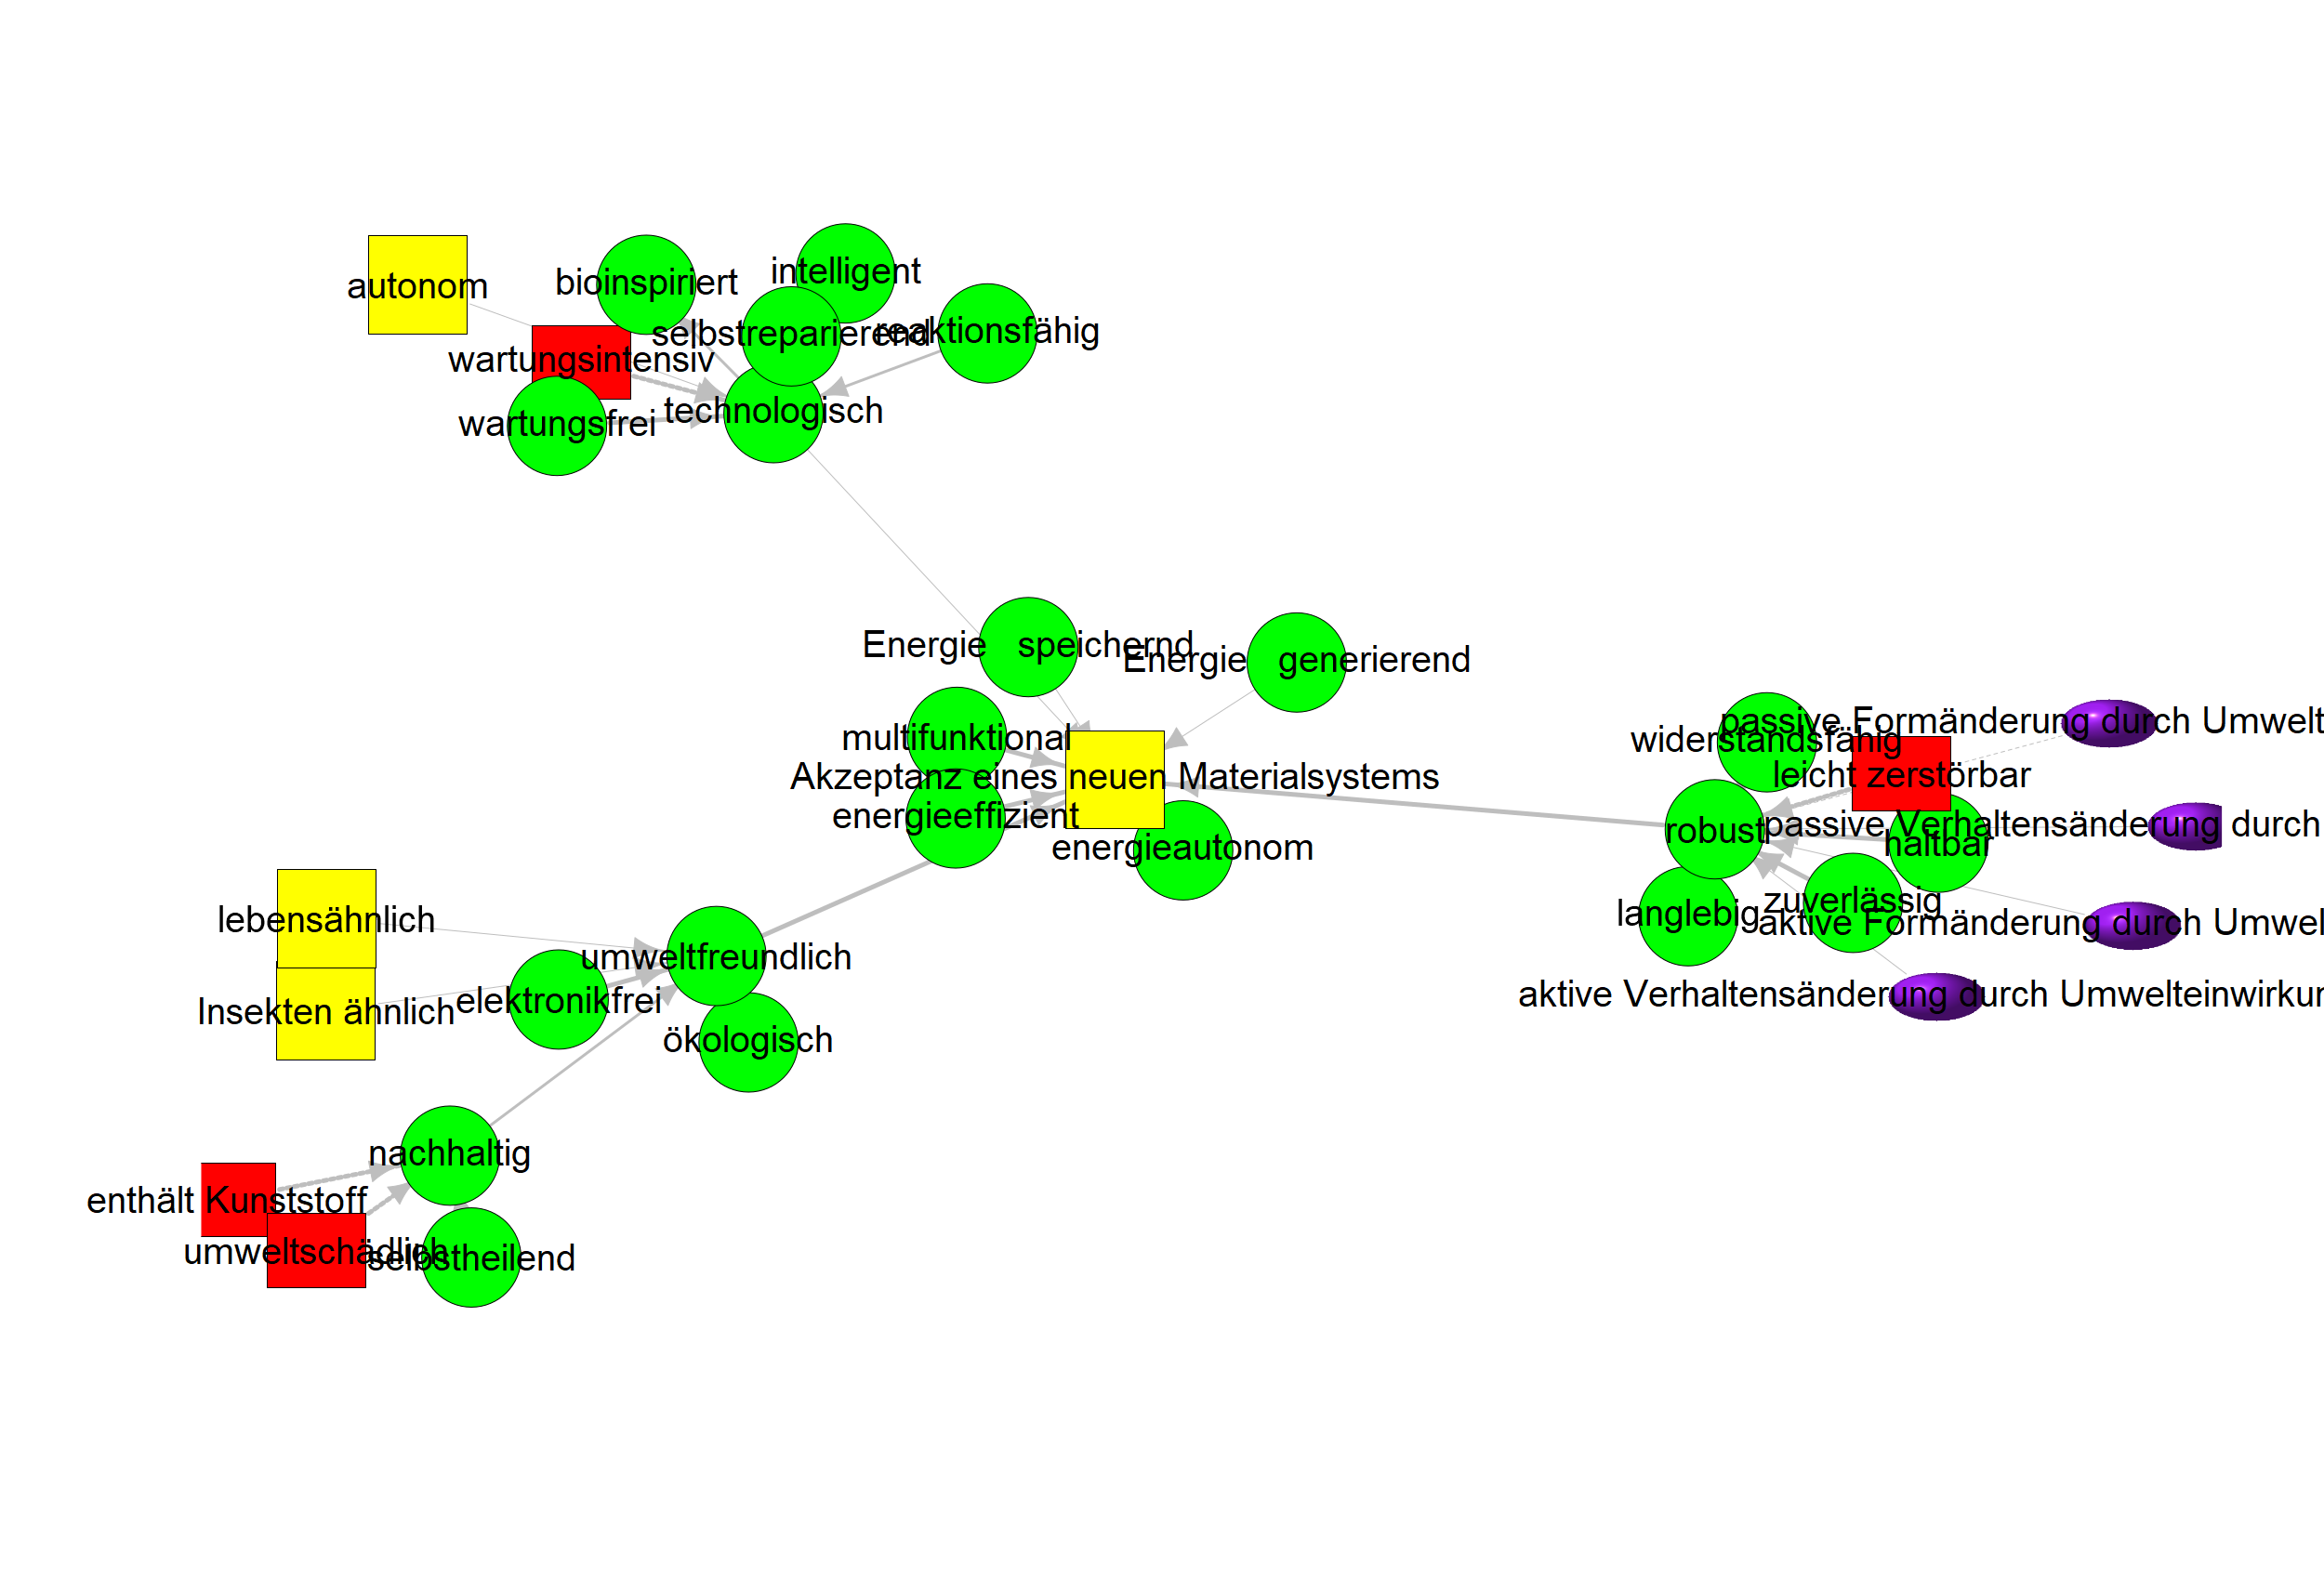 autonom
bioinspiriert
intelligent
selbstreparierend
reaktionsfähig
wartungsintensiv
wartungsfrei
technologisch
Energie speichernd
Energie generierend
multifunktional
Akzeptanz eines neuen Materialsystems
energieeffizient
energieautonom
widerstandsfähig
passive Formänderung durch Umwelt
leicht zerstörbar
robust
passive Verhaltensänderung durch
haltbar
zuverlässig
langlebig
aktive Formänderung durch Umwel
aktive Verhaltensänderung durch Umwelteinwirkur
lebensähnlich
umweltfreundlich
Insekten ähnlich
elektronikfrei
ökologisch
nachhaltig
enthält Kunststoff
umweltschädlich
selbstheilend